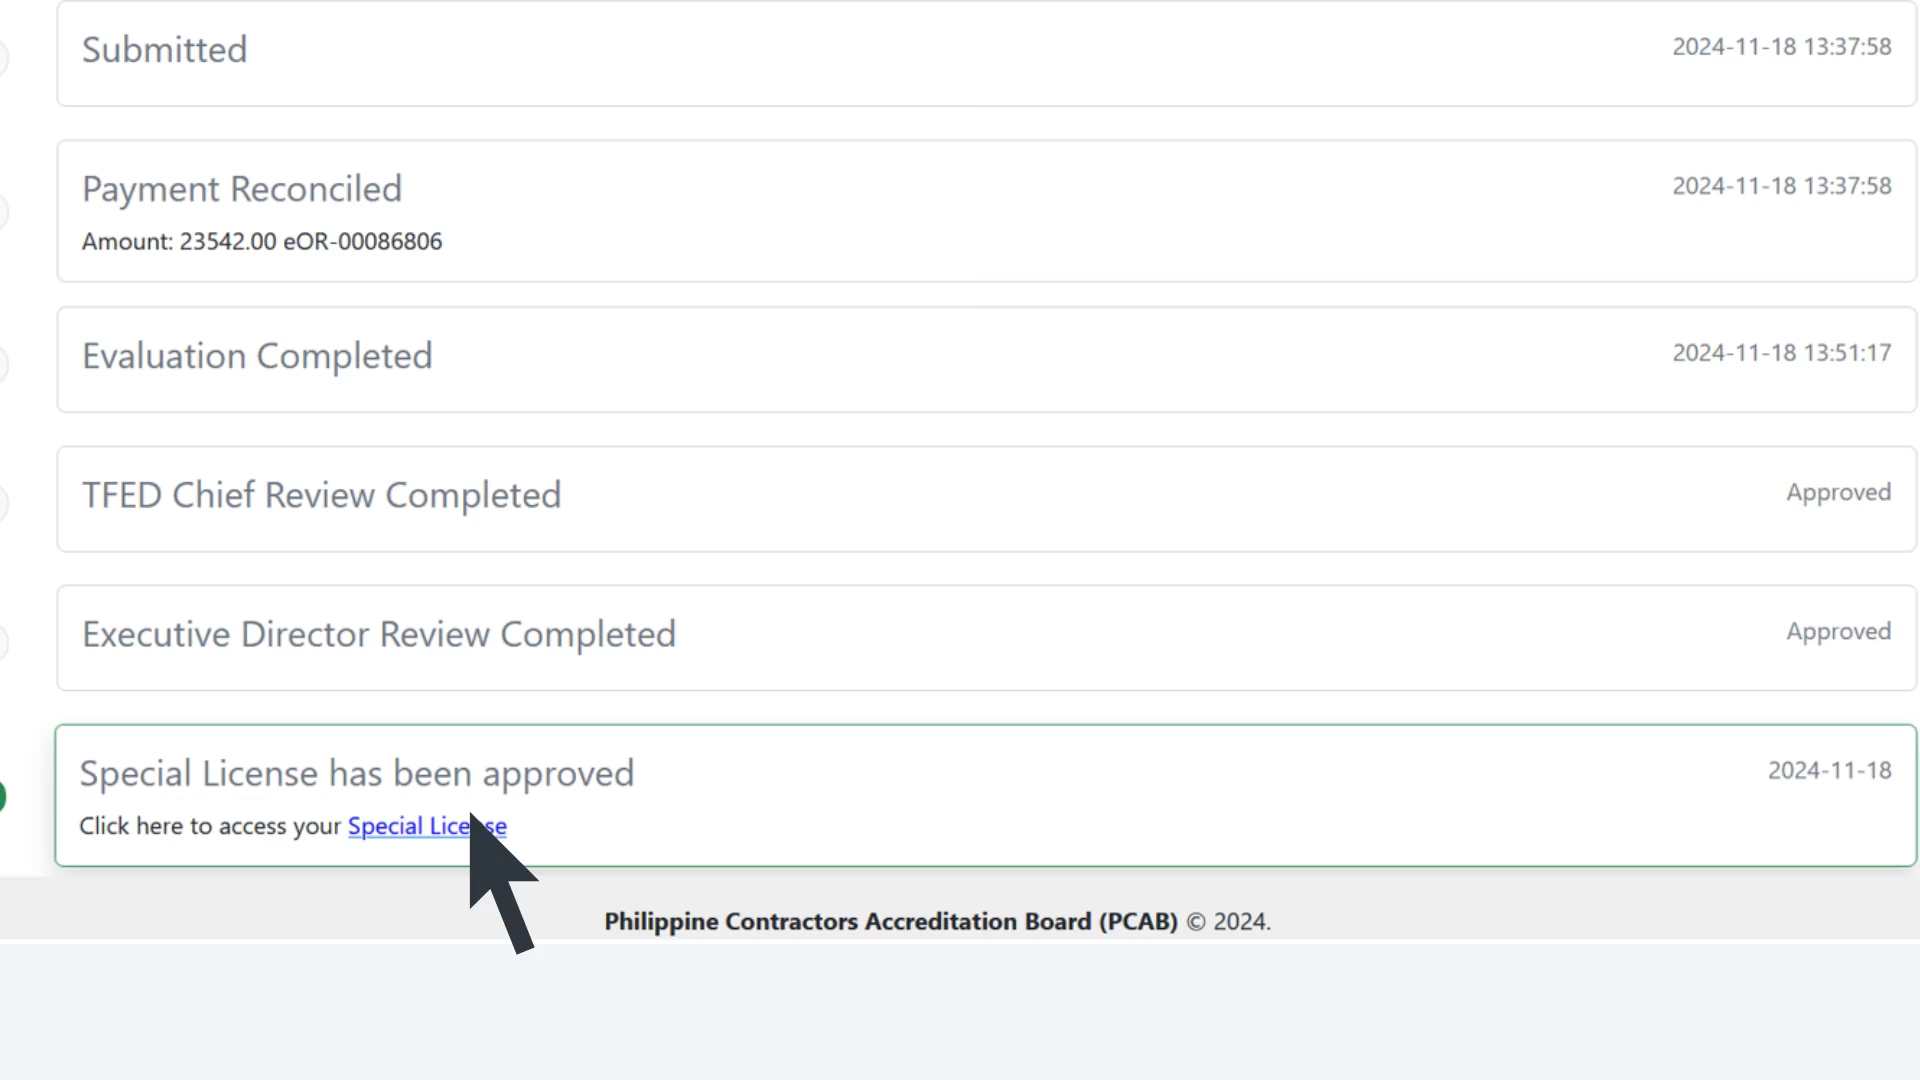 Submitted
2024-11-18 13:37:58
Payment Reconciled
2024-11-18 13:37:58
Amount: 23542.00 eOR-00086806
Evaluation Completed
2024-11-18 13:51:17
TFED Chief Review Completed
Approved
Executive Director Review Completed
Approved
Special License has been approved
2024-11-18
Click here to access your Special License
Philippine Contractors Accreditation Board (PCAB) © 2024.